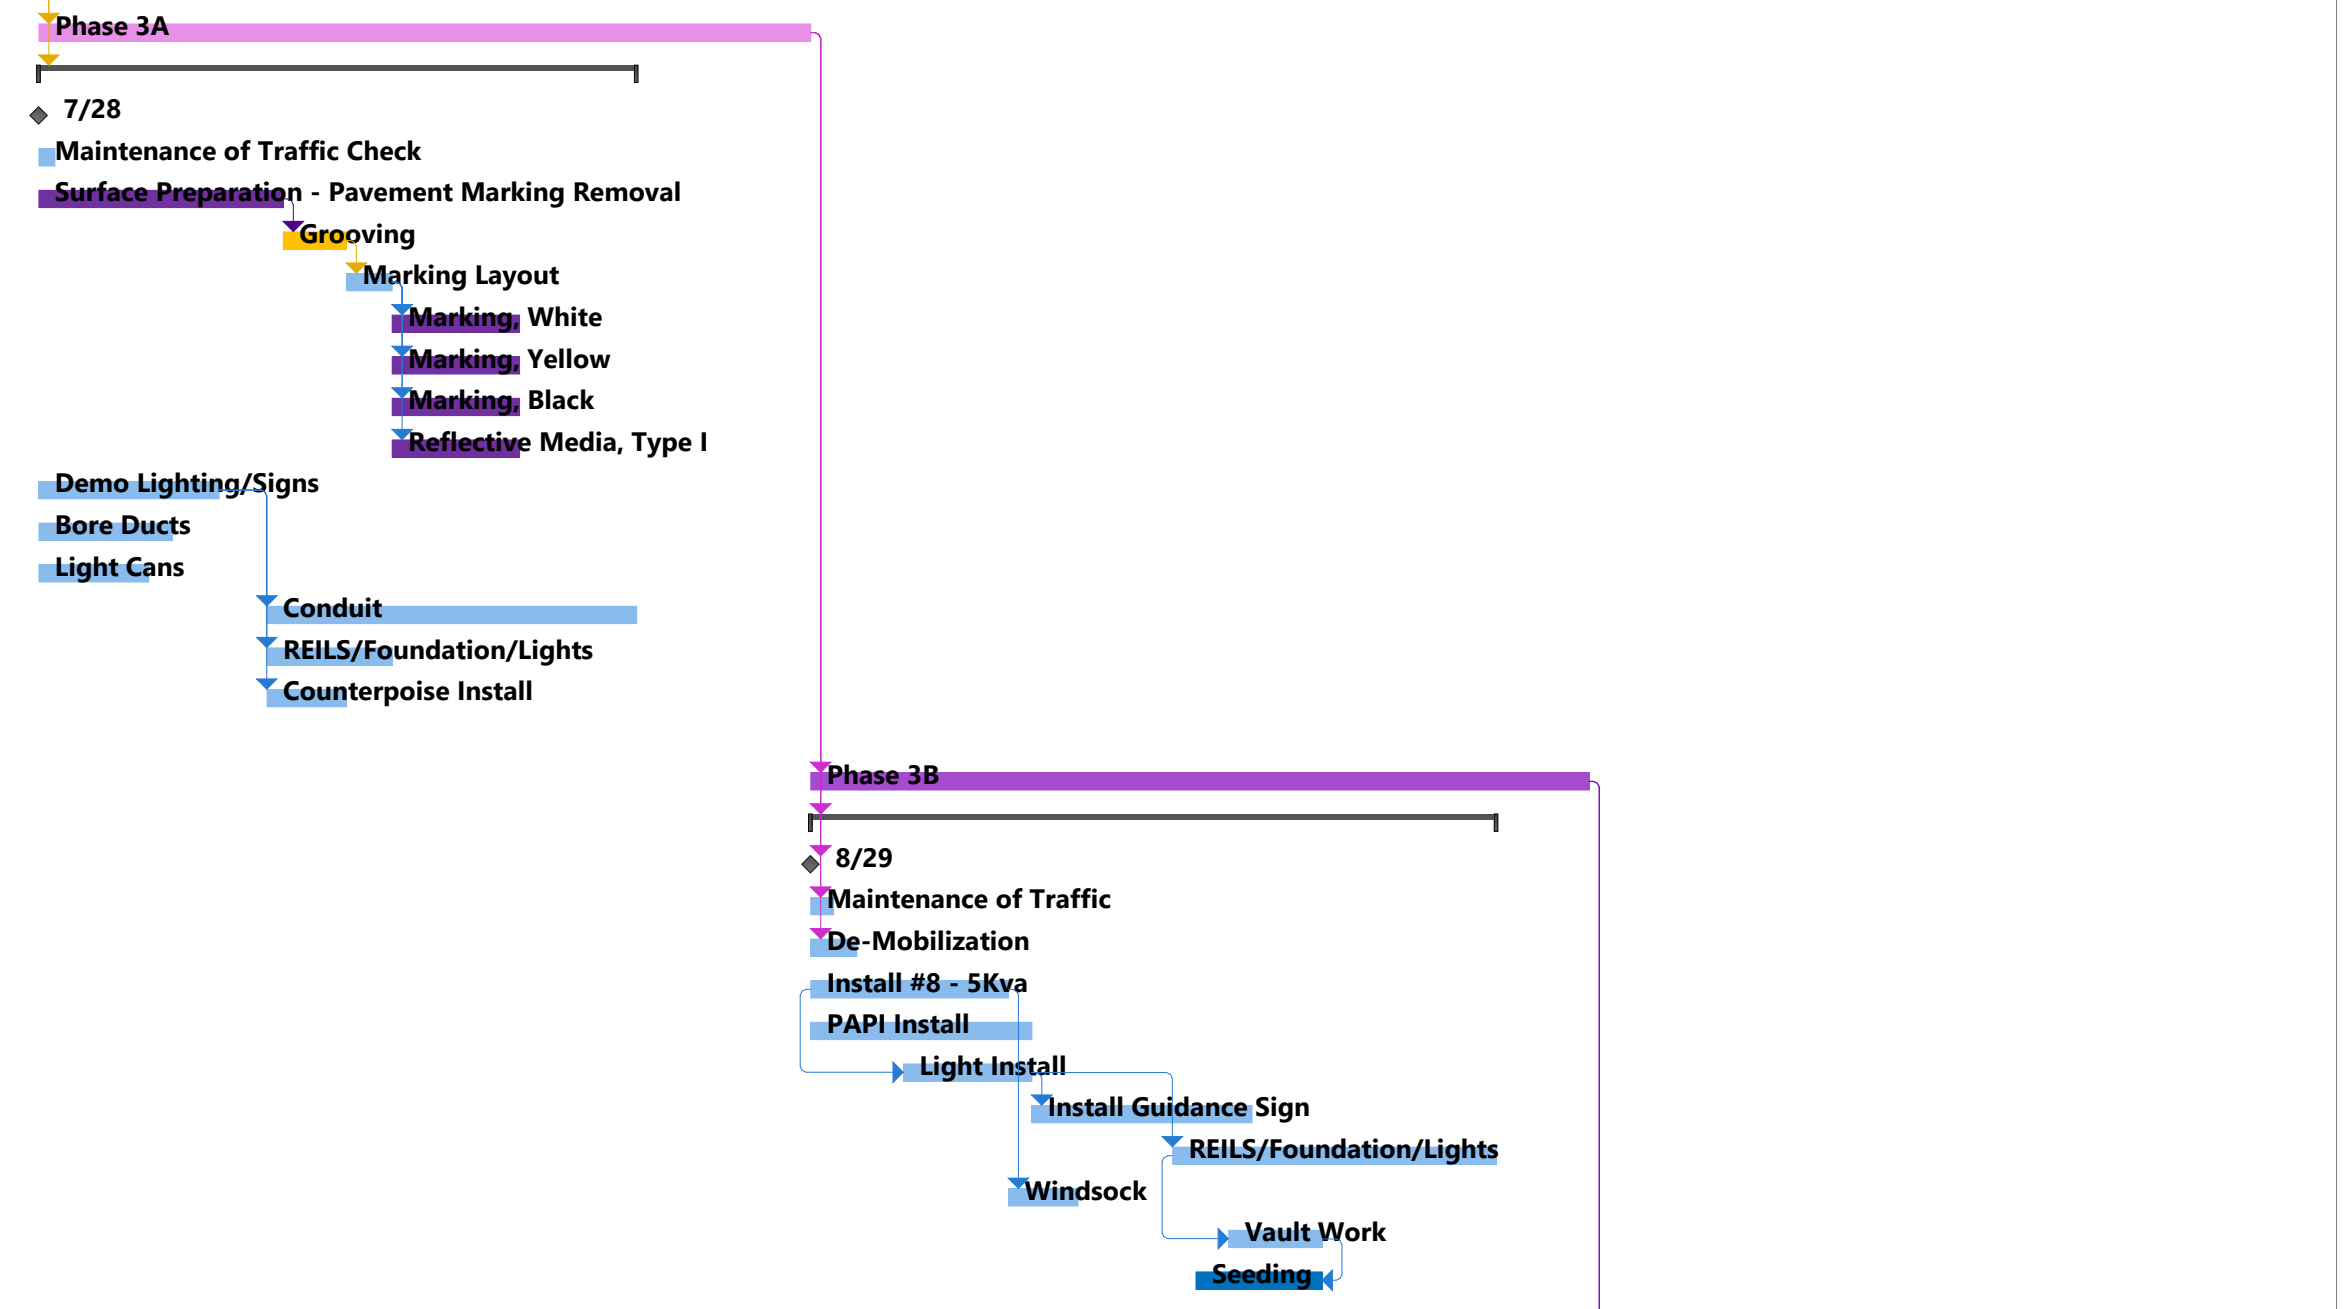 Phase 3A
7/28
Maintenance of Traffic Check
Surface Preparation - Pavement Marking Removal
Grooving
Marking Layout
Marking, White
Marking, Yellow
Marking, Black
Reflective Media, Type I
Demo Lighting/Signs
Bore Ducts
Light Cans
Conduit
REILS/Foundation/Lights
Counterpoise Install
Phase 3B
8/29
Maintenance of Traffic
De-Mobilization
Install #8 - 5Kva
PAPI Install
Light Install
Install Guidance Sign
REILS/Foundation/Lights
Windsock
Vault Work
Seeding